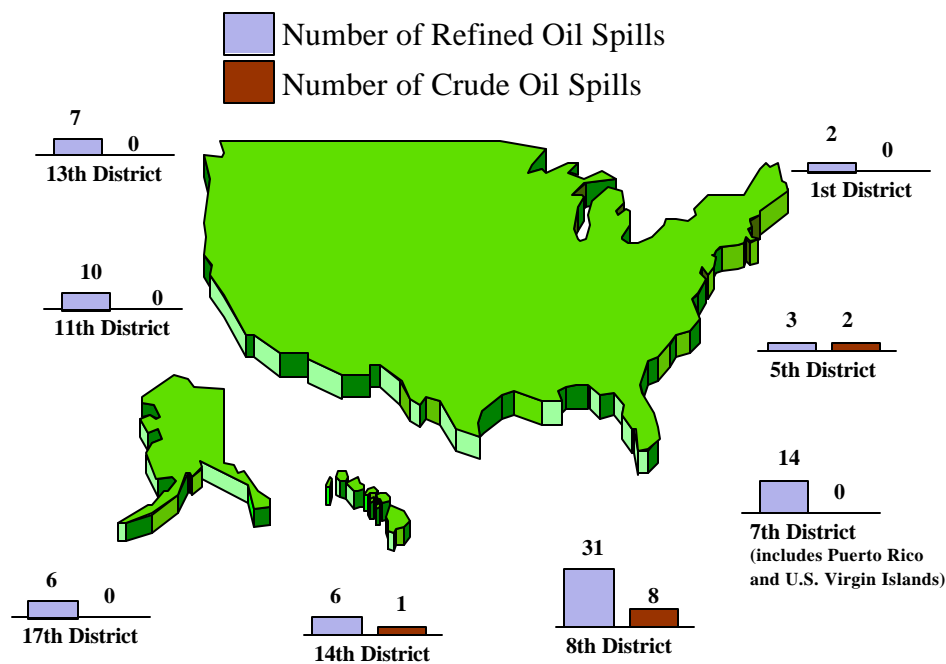 Number of Refined Oil Spills
Number of Crude Oil Spills
7
0
13th District
2
0
1st District
10
0
11th District
3
2
5th District
14
0
7th District
(includes Puerto Rico
and U.S. Virgin Islands)
6
0
17th District
6
1
14th District
31
8
8th District